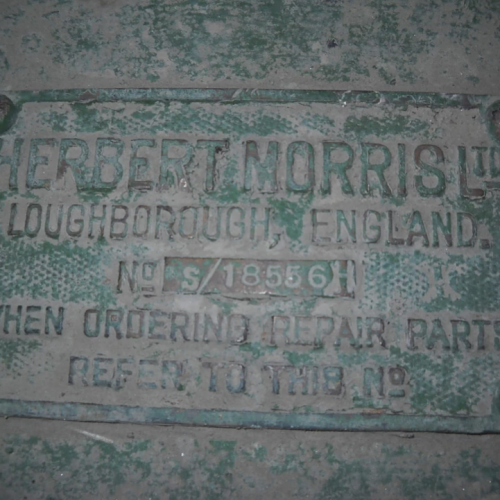 HERBERT MORRIS LTD
LOUGHBOROUGH, ENGLAND.
No S/18556H
WHEN ORDERING REPAIR PARTS
REFER TO THIS No